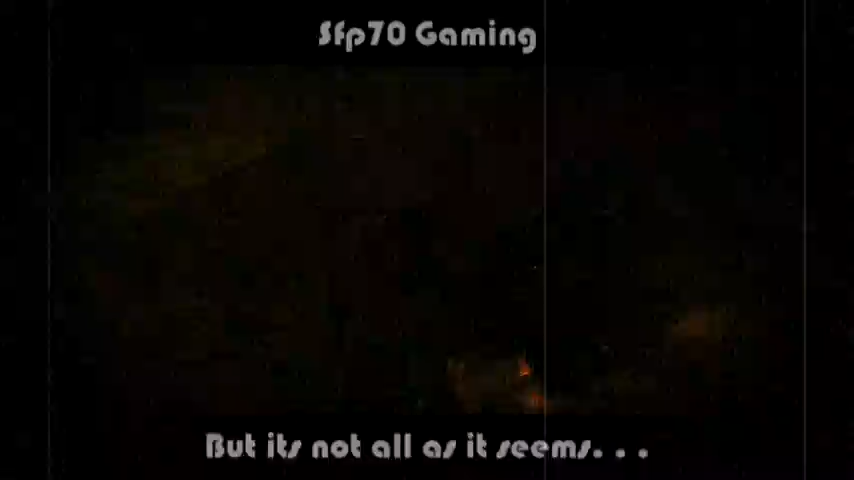 Sfp70 Gaming
But its not all as it seems. . .